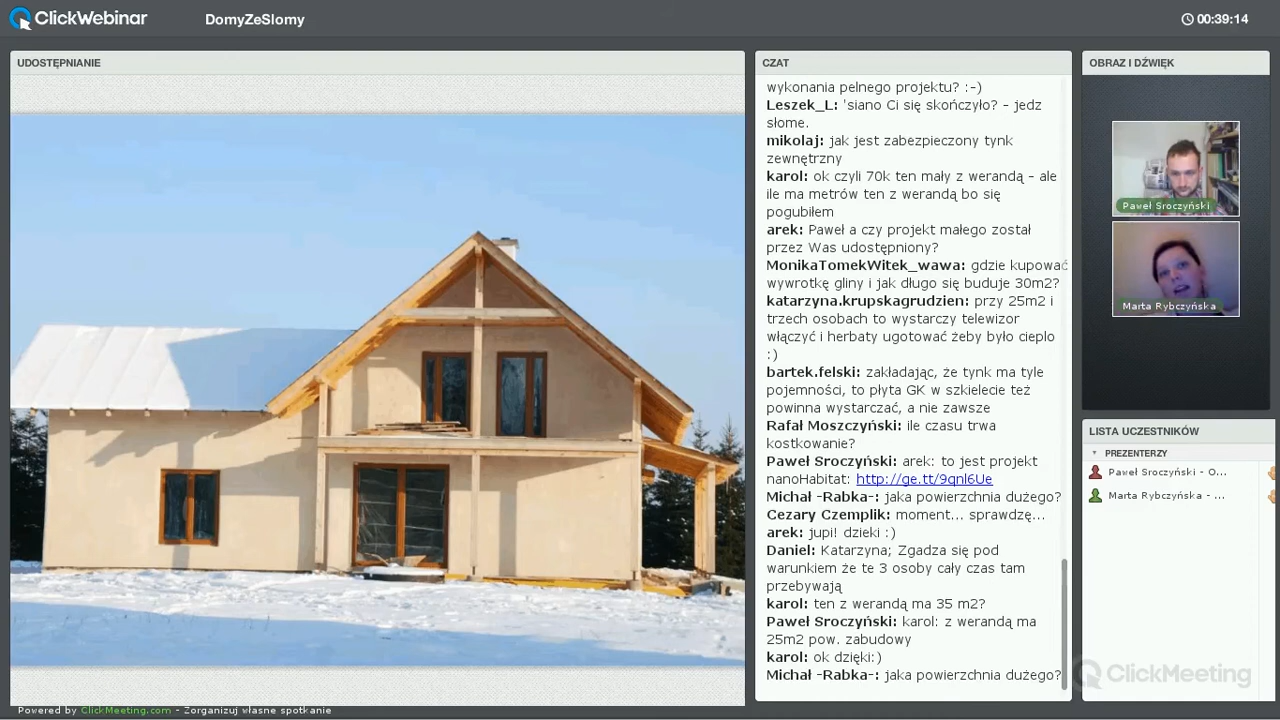 ClickWebinar
DomyZeSlomy
00:39:14
UDOSTĘPNIANIE
CZAT
wykonania pelnego projektu? :-)
Leszek_L: 'siano Ci się skończyło? - jedz
słome.
mikolaj: jak jest zabezpieczony tynk
zewnętrzny
karol: ok czyli 70k ten mały z werandą - ale
ile ma metrów ten z werandą bo się
pogubiłem
arek: Paweł a czy projekt małego został
przez Was udostępniony?
MonikaTomekWitek_wawa: gdzie kupować
wywrotkę gliny i jak długo się buduje 30m2?
katarzyna.krupskagrudzien: przy 25m2 i
trzech osobach to wystarczy telewizor
włączyć i herbaty ugotować żeby było cieplo
:)
bartek.felski: zakładając, że tynk ma tyle
pojemności, to płyta GK w szkielecie też
powinna wystarczać, a nie zawsze
Rafał Moszczyński: ile czasu trwa
kostkowanie?
Paweł Sroczyński: arek: to jest projekt
nanoHabitat: http://ge.tt/9qnl6Ue
Michał -Rabka-: jaka powierzchnia dużego?
Cezary Czemplik: moment... sprawdzę...
arek: jupi! dzieki :)
Daniel: Katarzyna; Zgadza się pod
warunkiem że te 3 osoby cały czas tam
przebywają
karol: ten z werandą ma 35 m2?
Paweł Sroczyński: karol: z werandą ma
25m2 pow. zabudowy
karol: ok dzięki:)
Michał -Rabka-: jaka powierzchnia dużego?
OBRAZ I DŹWIĘK
Paweł Sroczyński
Marta Rybczyńska
LISTA UCZESTNIKÓW
PREZENTERZY
Paweł Sroczyński - O...
Marta Rybczyńska - ...
ClickMeeting
Powered by ClickMeeting.com - Zorganizuj własne spotkanie